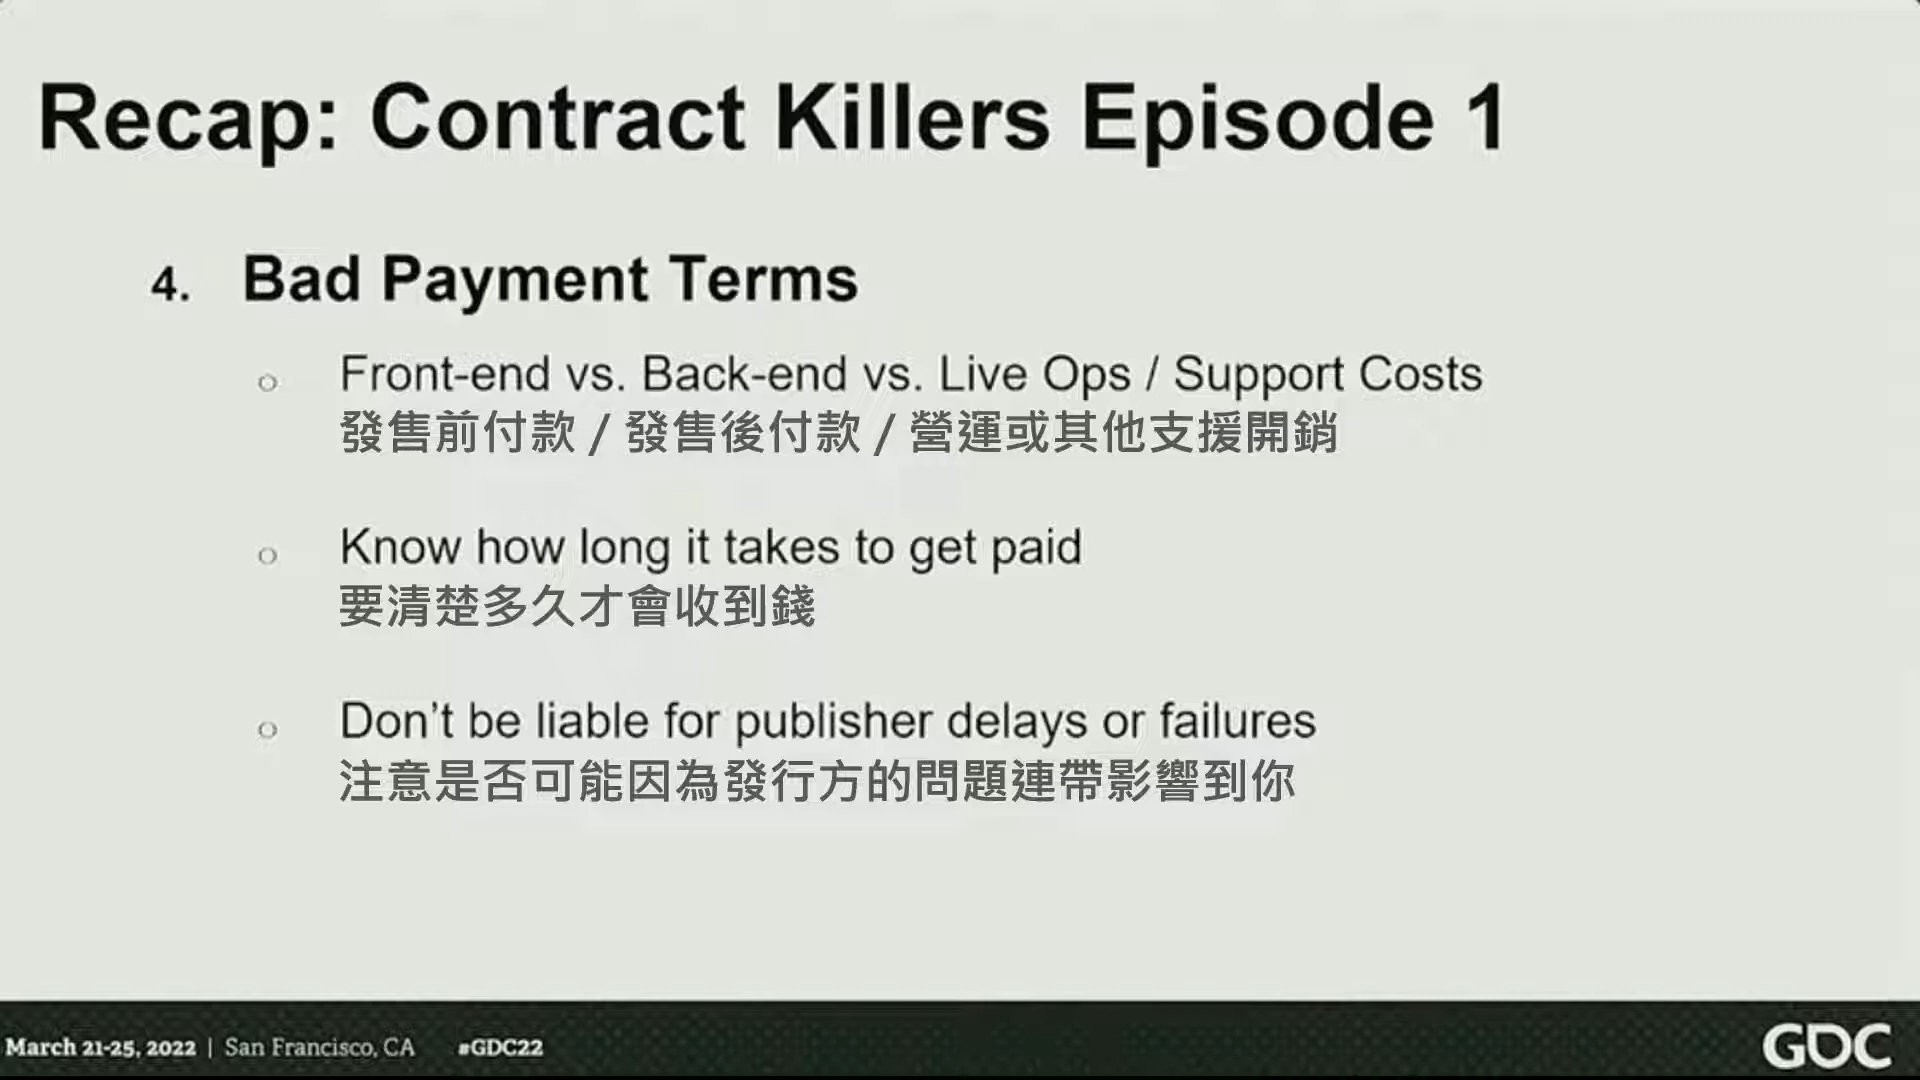 Recap: Contract Killers Episode 1
4. Bad Payment Terms
○ Front-end vs. Back-end vs. Live Ops / Support Costs
發售前付款 / 發售後付款 / 營運或其他支援開銷
○ Know how long it takes to get paid
要清楚多久才會收到錢
○ Don’t be liable for publisher delays or failures
注意是否可能因為發行方的問題連帶影響到你
March 21-25, 2022 | San Francisco, CA #GDC22
GDC